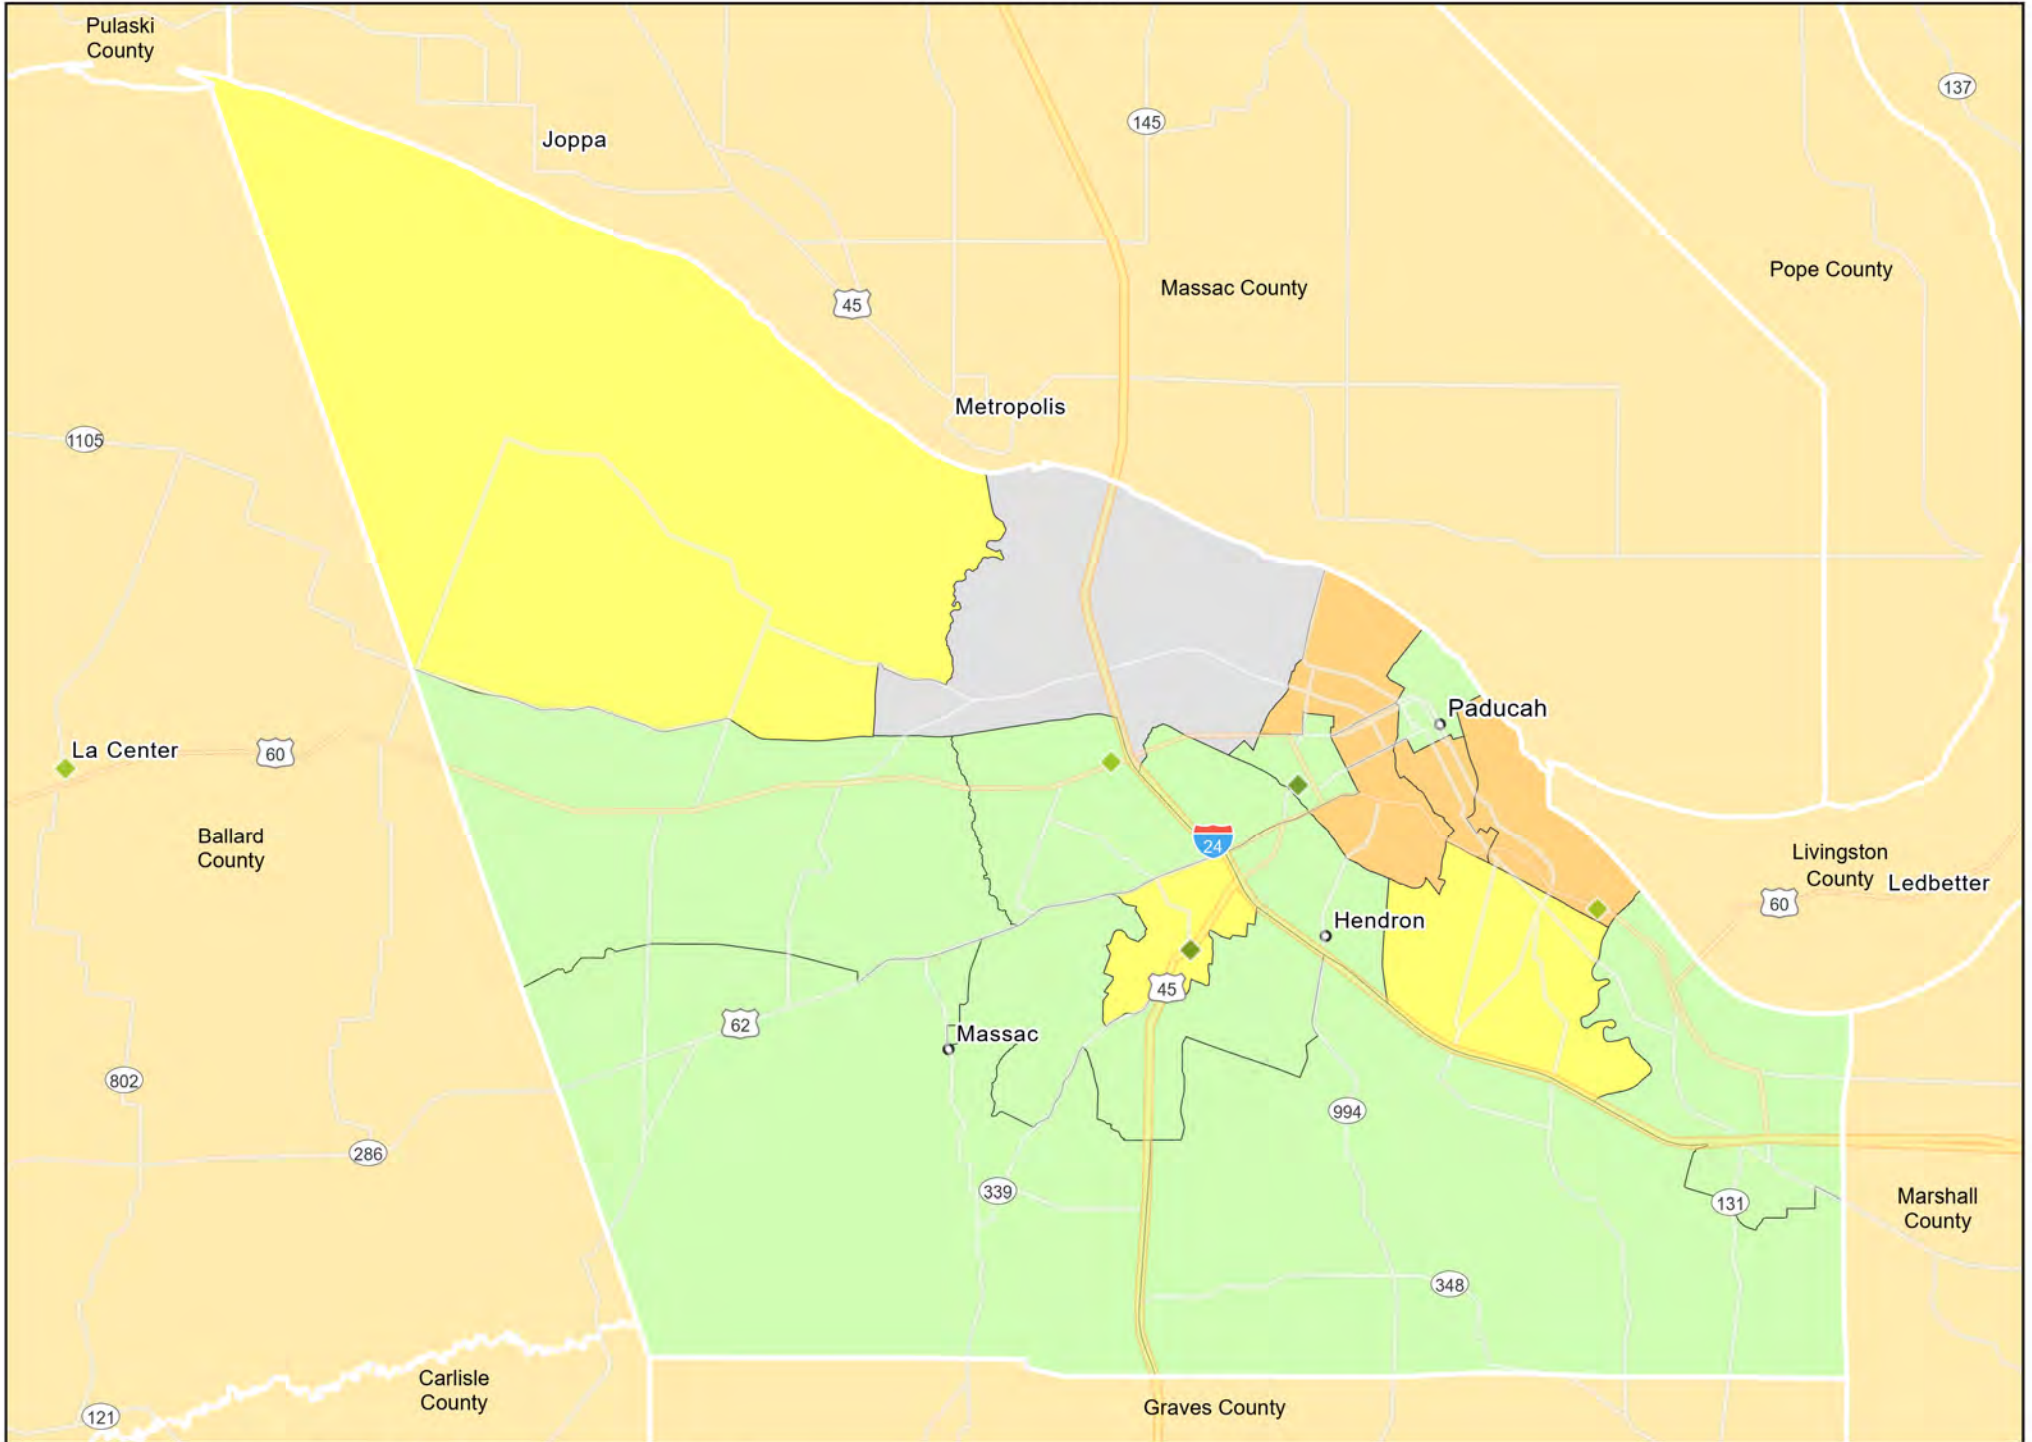 Pulaski
County
137
145
Joppa
Pope County
Massac County
45
Metropolis
1105
Paducah
La Center
60
Ballard
County
24
Livingston
County
Ledbetter
60
Hendron
45
62
Massac
802
994
286
339
131
Marshall
County
348
Carlisle
County
Graves County
121